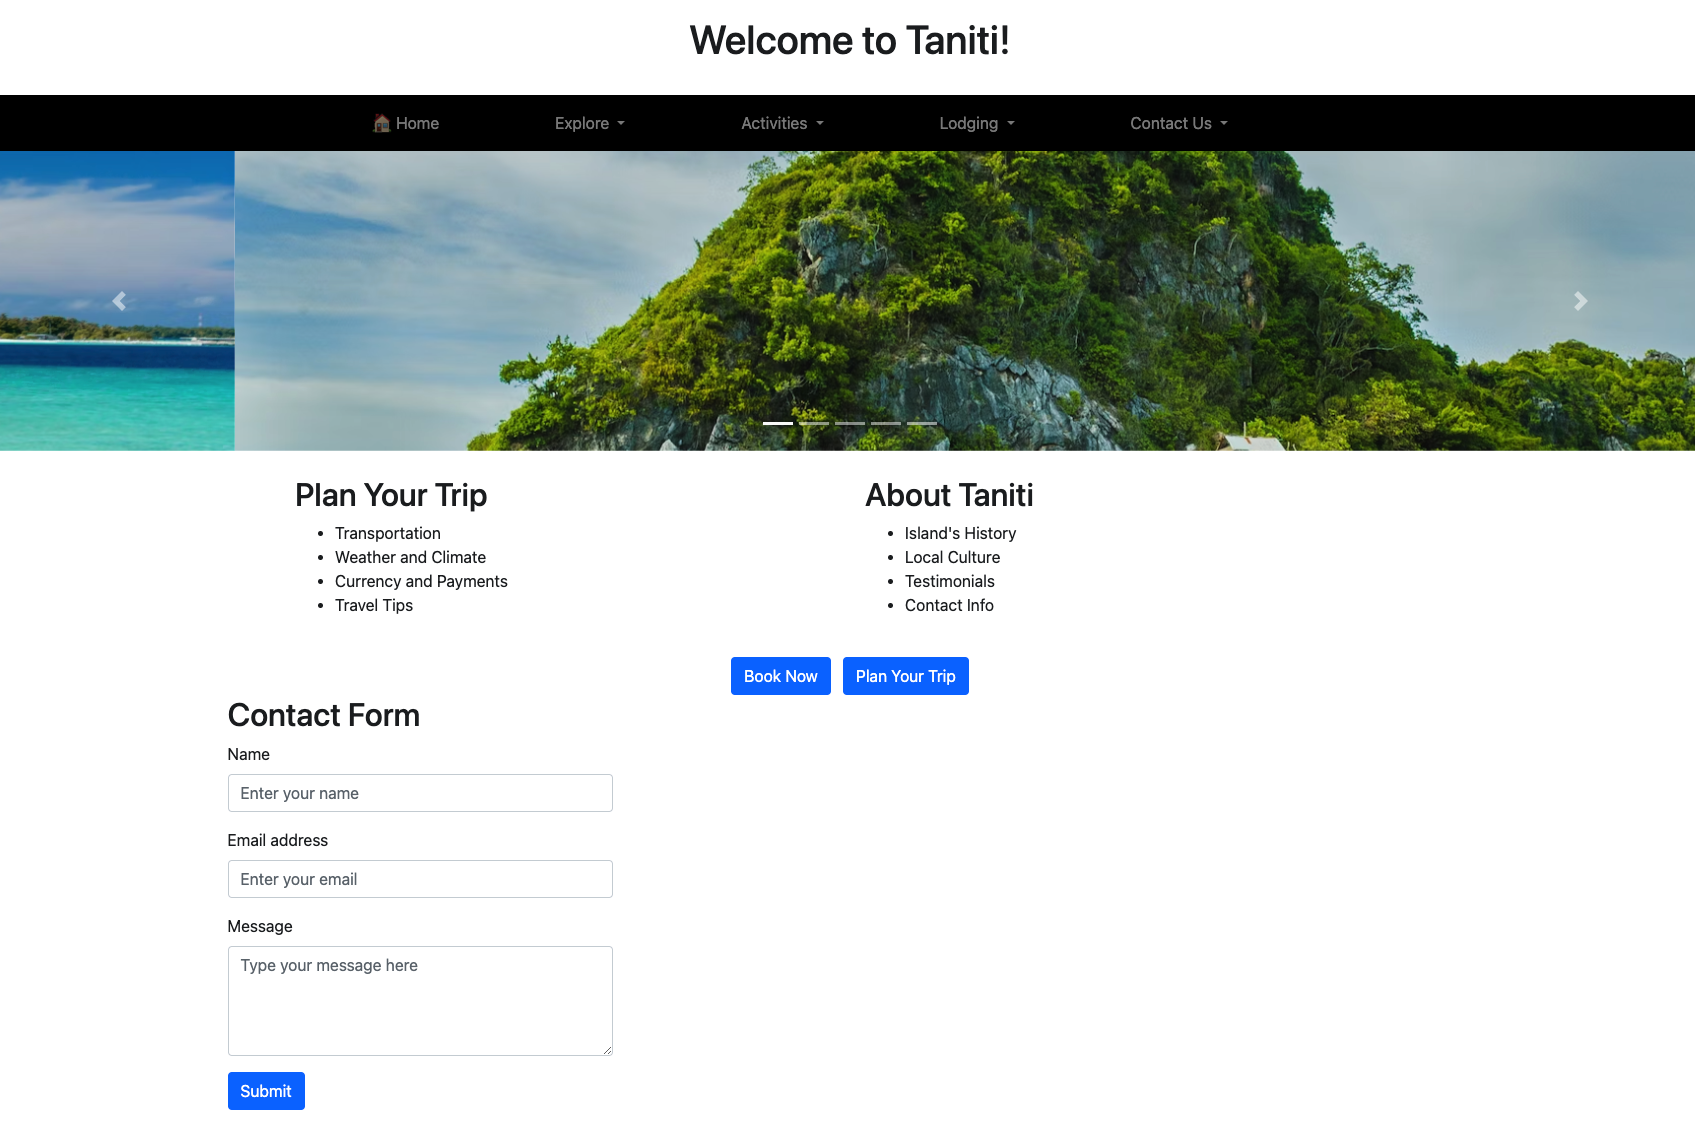 Welcome to Taniti!
Home
Explore
Activities
Lodging
Contact Us
Plan Your Trip
Transportation
Weather and Climate
Currency and Payments
Travel Tips
About Taniti
Island's History
Local Culture
Testimonials
Contact Info
Book Now
Plan Your Trip
Contact Form
Name
Enter your name
Email address
Enter your email
Message
Type your message here
Submit